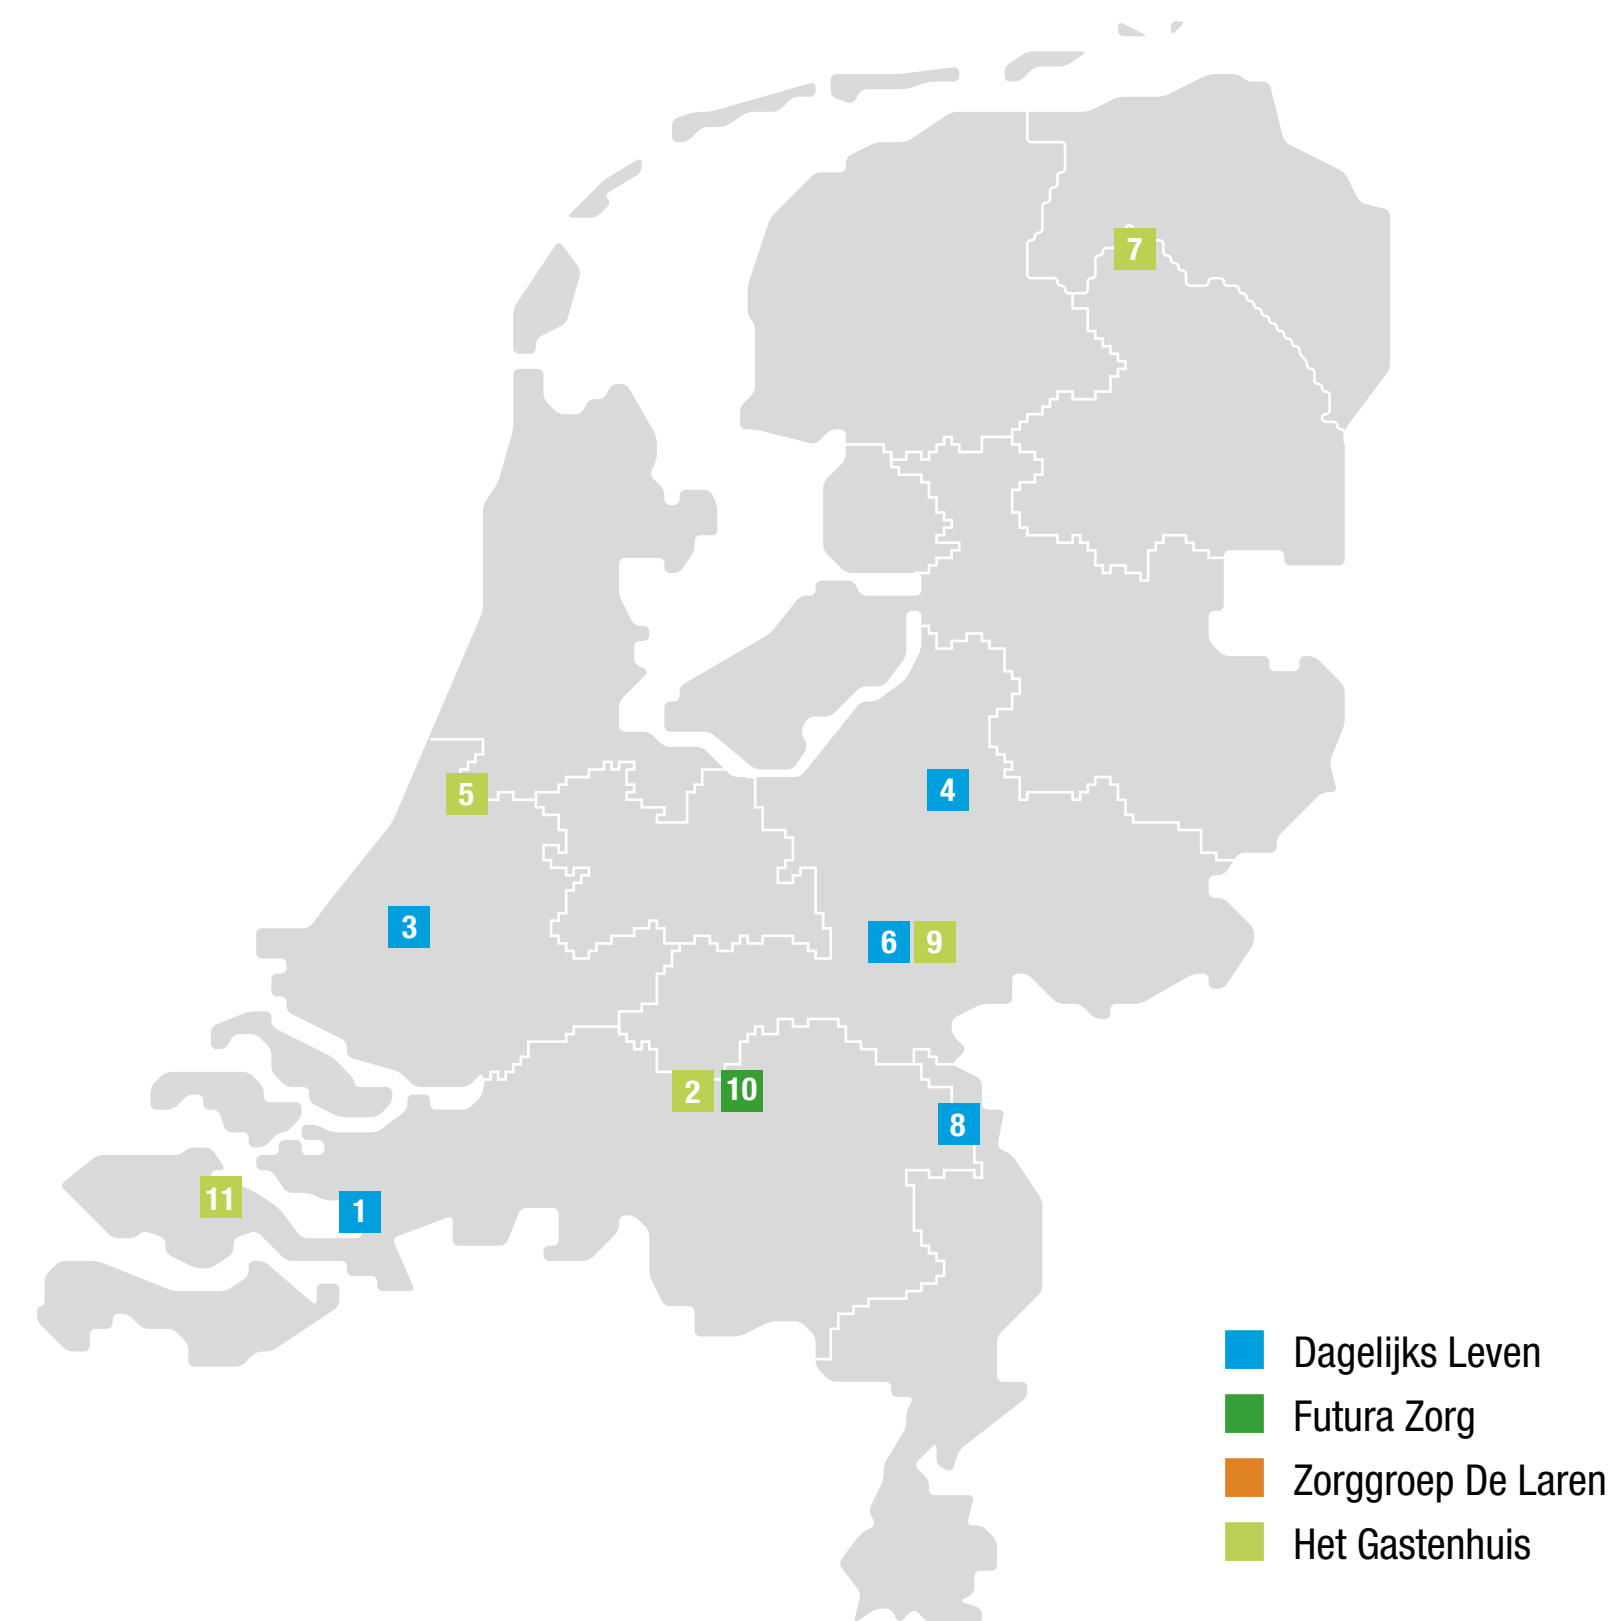 7
5
4
3
6 9
2 10
8
11
1
Dagelijks Leven
Futura Zorg
Zorggroep De Laren
Het Gastenhuis